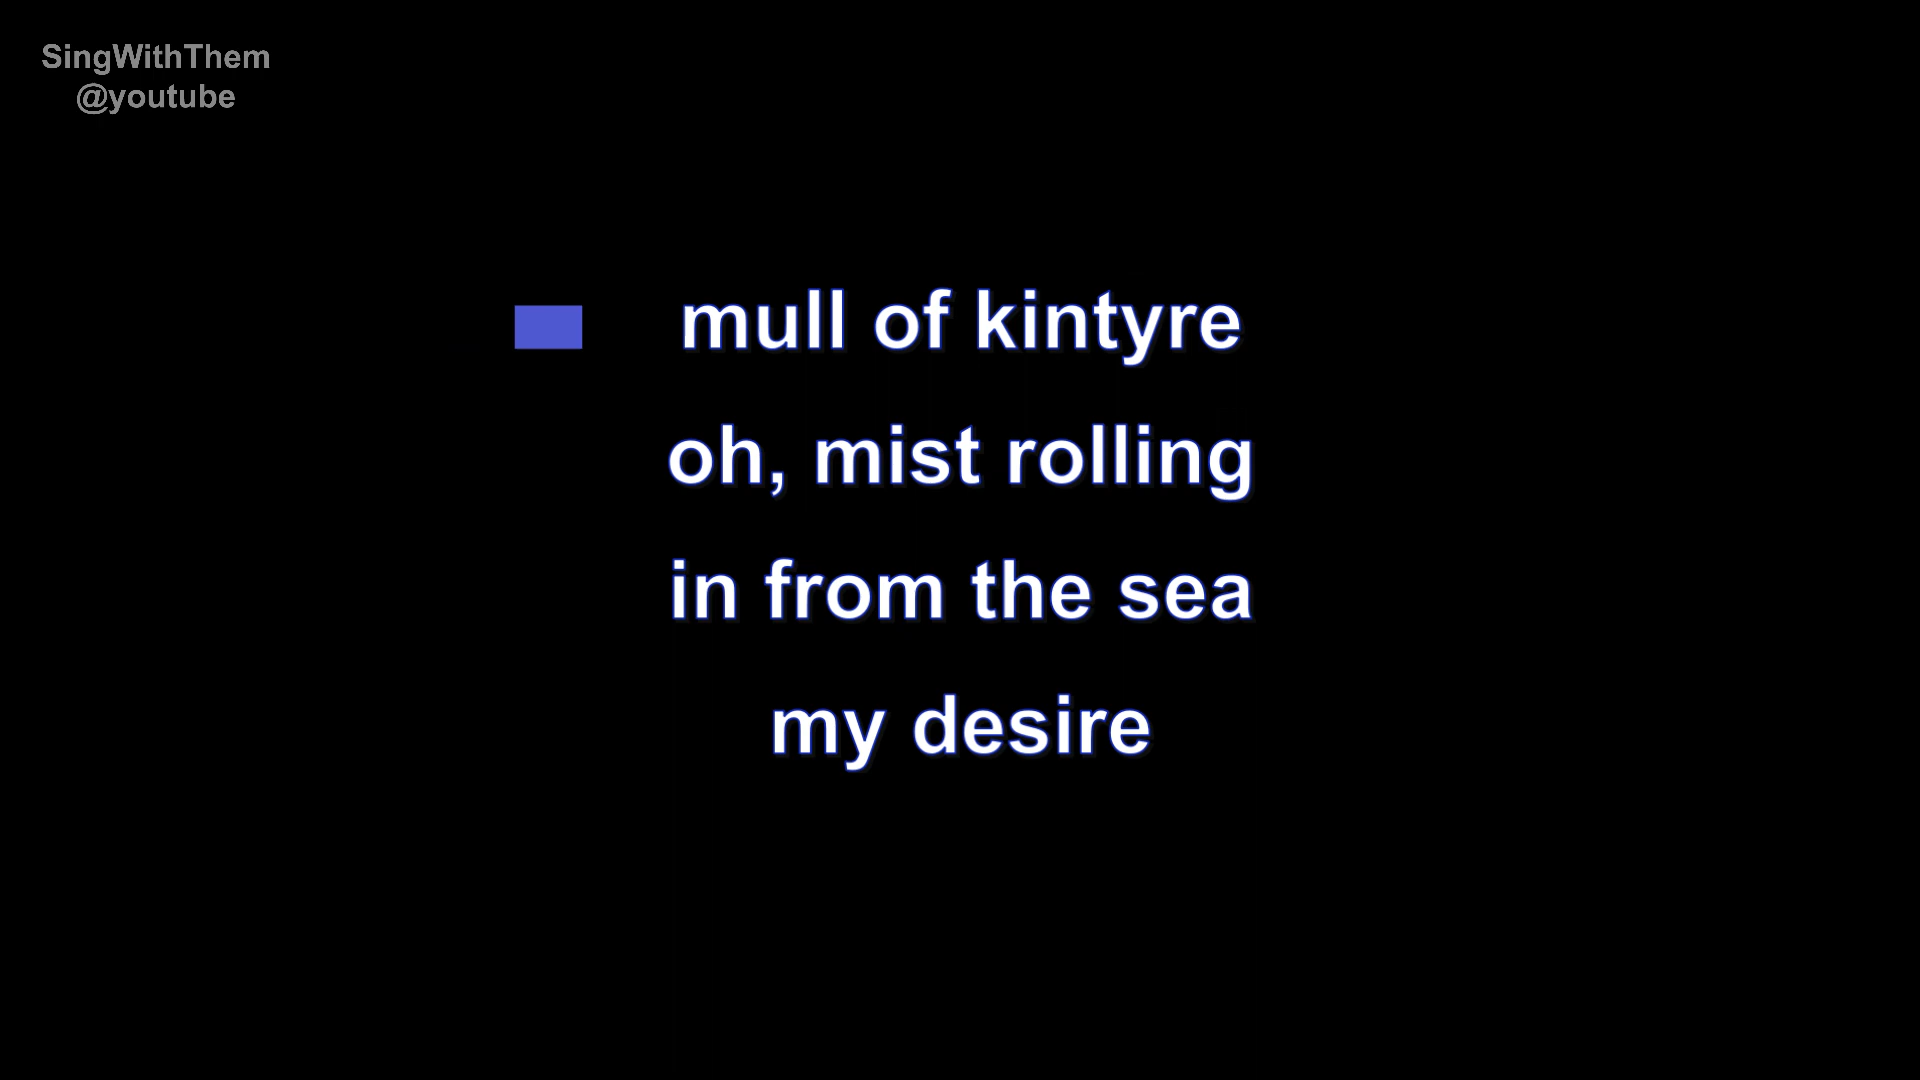 SingWithThem
@youtube
mull of kintyre
oh, mist rolling
in from the sea
my desire